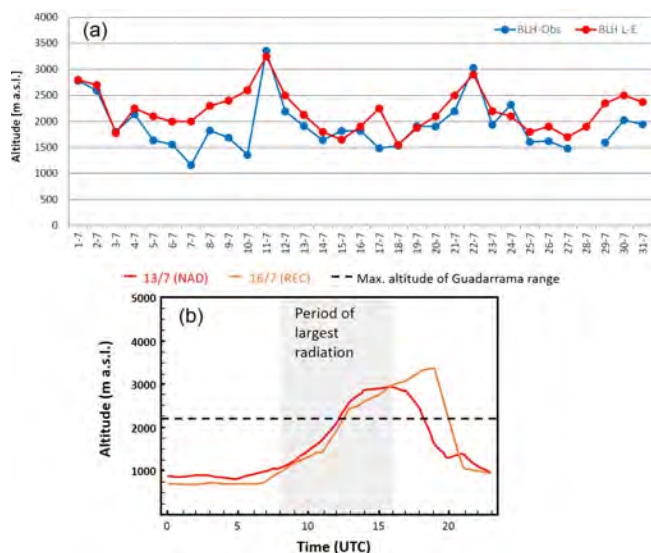 (a)
BLH-Obs BLH L-E
Altitude [m a.s.l.]
4000
3500
3000
2500
2000
1500
1000
500
0
1-7 2-7 3-7 4-7 5-7 6-7 7-7 8-7 9-7 10-7 11-7 12-7 13-7 14-7 15-7 16-7 17-7 18-7 19-7 20-7 21-7 22-7 23-7 24-7 25-7 26-7 27-7 28-7 29-7 30-7 31-7
13/7 (NAD) 16/7 (REC) Max. altitude of Guadarrama range
(b)
Period of
largest
radiation
Altitude (m a.s.l.)
5000
4000
3000
2000
1000
0 5 10 15 20
Time (UTC)